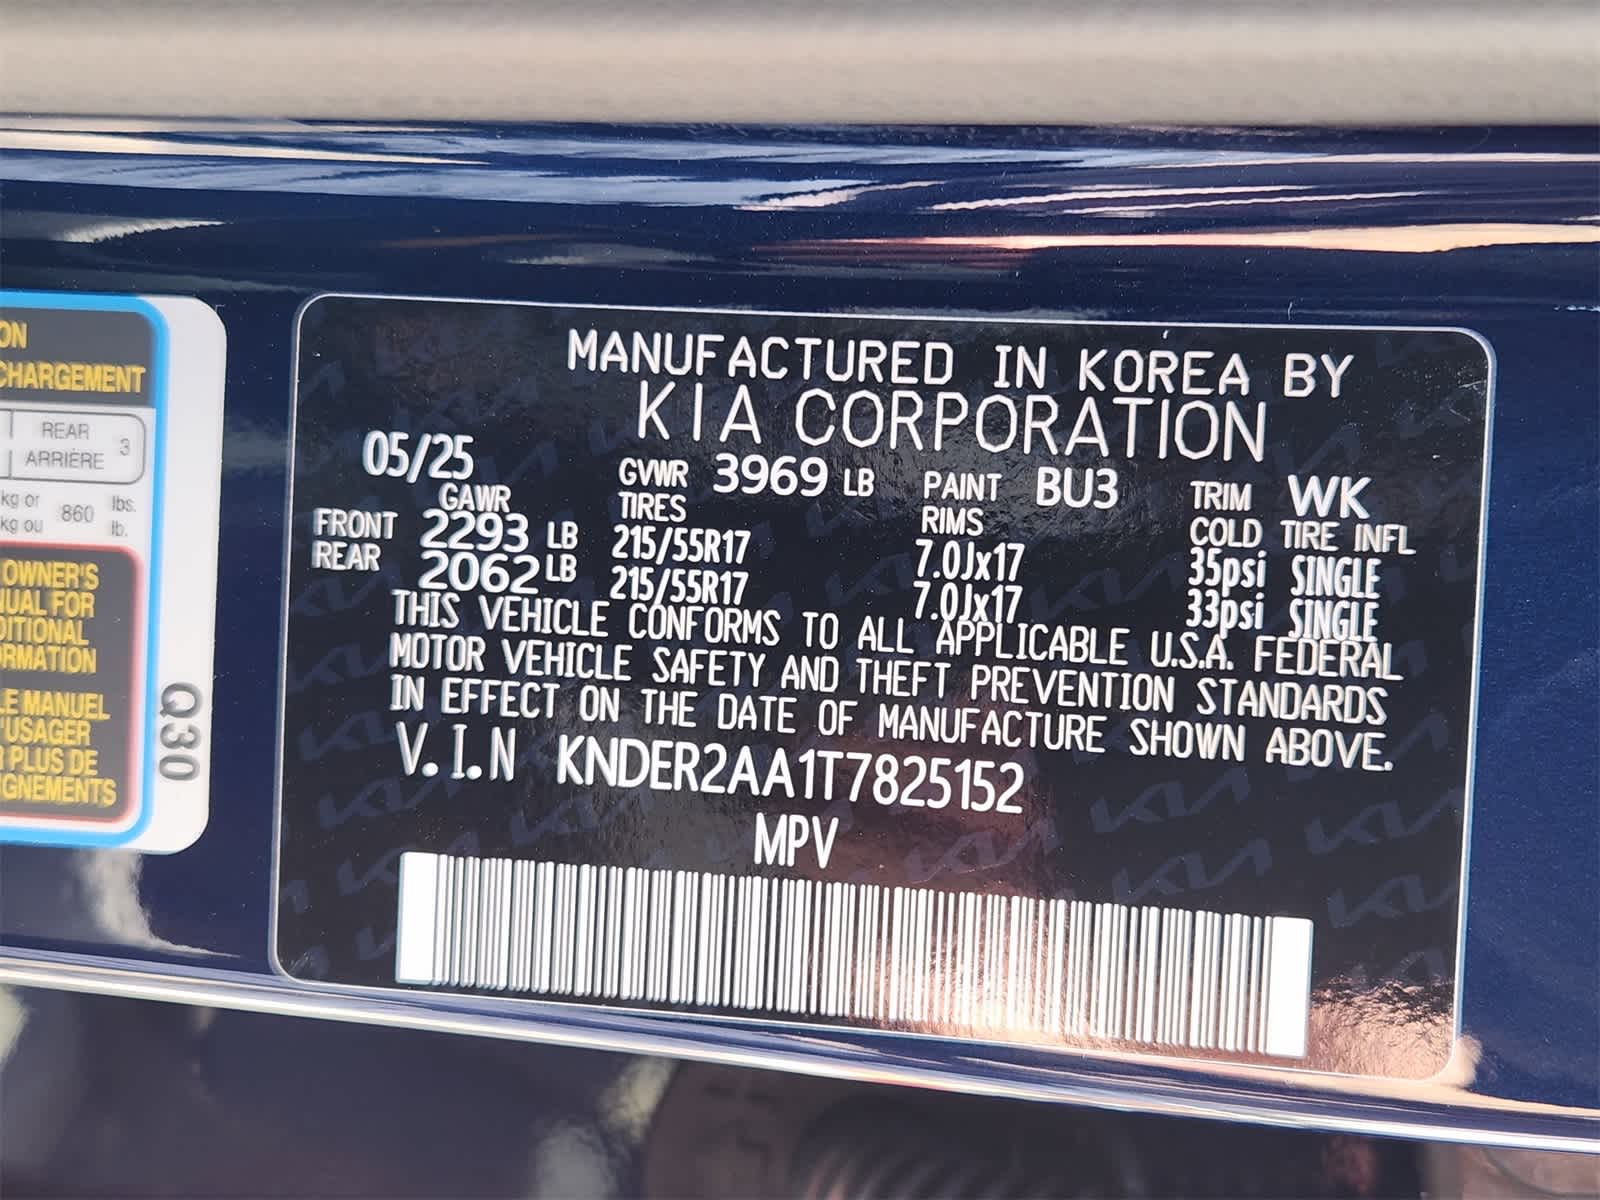 ON
CHARGEMENT
REAR
ARRIÈRE
3
kg or
kg ou
860
lbs.
lb.
OWNER'S
NUAL FOR
DITIONAL
ORMATION
LE MANUEL
'USAGER
R PLUS DE
IGNEMENTS
Q30
MANUFACTURED IN KOREA BY
KIA CORPORATION
05/25 GVWR 3969 LB PAINT BU3 TRIM WK
GAWR TIRES RIMS COLD TIRE INFL
FRONT 2293 LB 215/55R17 7.0Jx17 35psi SINGLE
REAR 2062 LB 215/55R17 7.0Jx17 33psi SINGLE
THIS VEHICLE CONFORMS TO ALL APPLICABLE U.S.A. FEDERAL
MOTOR VEHICLE SAFETY AND THEFT PREVENTION STANDARDS
IN EFFECT ON THE DATE OF MANUFACTURE SHOWN ABOVE.
V.I.N KNDER2AA1T7825152
MPV